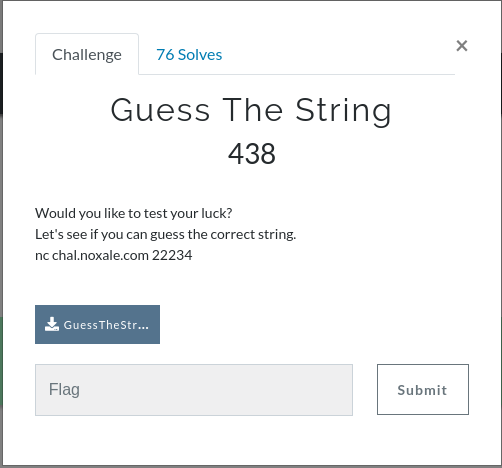 Challenge
76 Solves
×
Guess The String
438
Would you like to test your luck?
Let's see if you can guess the correct string.
nc chal.noxale.com 22234
GuessTheStr...
Flag
Submit